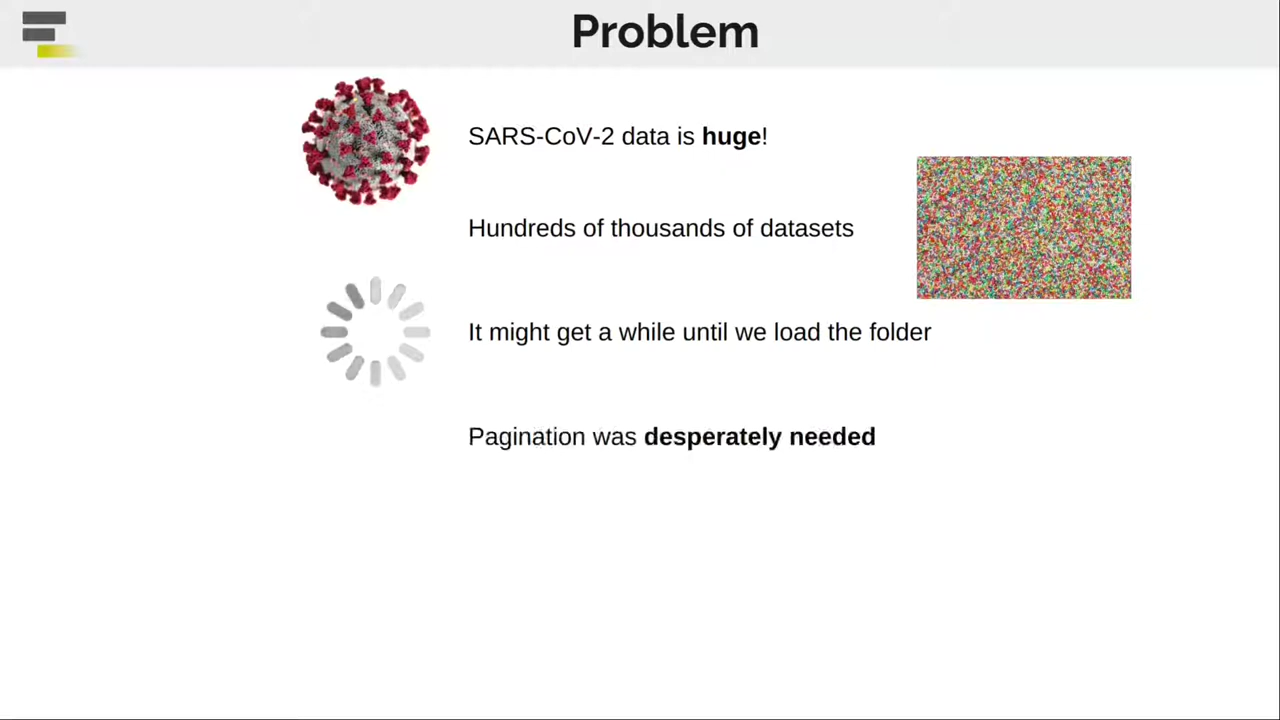 Problem
SARS-CoV-2 data is huge!
Hundreds of thousands of datasets
It might get a while until we load the folder
Pagination was desperately needed